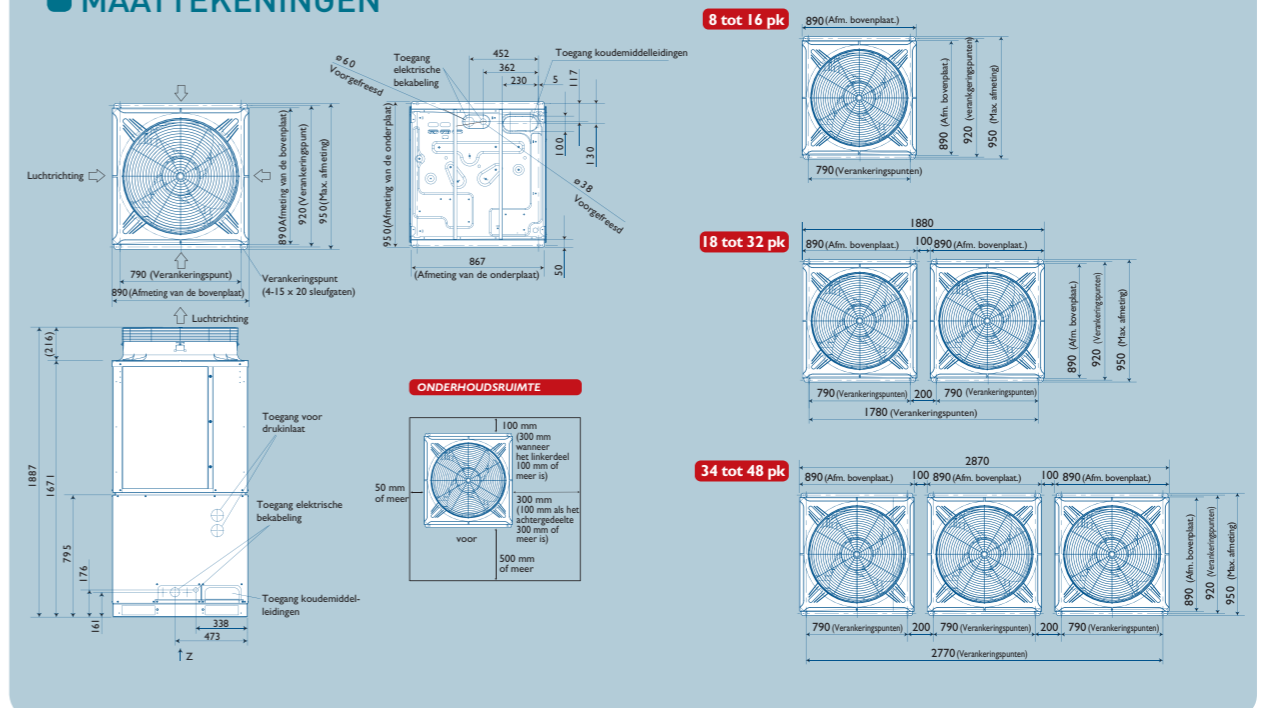 MAATTEKENINGEN
ø60
Voorgefreesd
Toegang
elektrische
bekabeling
452
362
230
5
117
Toegang koudemiddelleidingen
100
130
ø38
Voorgefreesd
950(Afmeting van de onderplaat)
867
(Afmeting van de onderplaat)
50
Luchtrichting
890(Afmeting van de bovenplaat)
920(Verankeringspunt)
950(Max. afmeting)
790 (Verankeringspunt)
890(Afmeting van de bovenplaat)
Verankeringspunt
(4-15 x 20 sleufgaten)
Luchtrichting
(216)
1887
1671
795
176
161
Toegang voor
drukinlaat
Toegang elektrische
bekabeling
Toegang koudemiddel-
leidingen
338
473
Z
ONDERHOUDSRUIMTE
100 mm
(300 mm
wanneer
het linkerdeel
100 mm of
meer is)
50 mm
of meer
300 mm
(100 mm als het
achtergedeelte
300 mm of
meer is)
voor
500 mm
of meer
8 tot 16 pk
890(Afm. bovenplaat.)
890 (Afm. bovenplaat.)
920 (verankgeringspunten)
950 (Max. afmeting)
790(Verankeringspunten)
18 tot 32 pk
1880
890(Afm. bovenplaat.)
100
890(Afm. bovenplaat.)
890 (Afm. bovenplaat.)
920 (Verankeringspunten)
950 (Max. afmeting)
790 (Verankeringspunten)
200
790 (Verankeringspunten)
1780 (Verankeringspunten)
34 tot 48 pk
2870
890(Afm. bovenplaat.)
100
890(Afm. bovenplaat.)
100
890(Afm. bovenplaat.)
890 (Afm. bovenplaat.)
920 (Verankeringspunten)
950 (Max. afmeting)
790 (Verankeringspunten)
200
790 (Verankeringspunten)
200
790 (Verankeringspunten)
2770(Verankeringspunten)